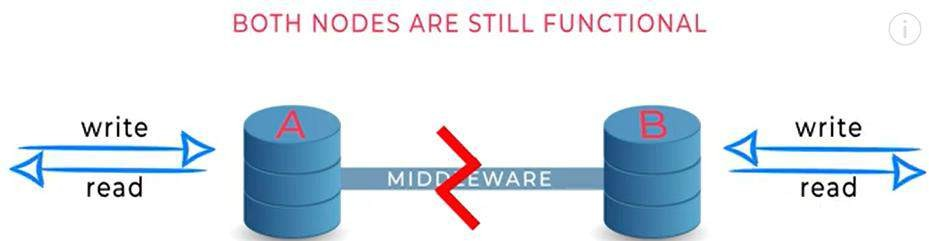 BOTH NODES ARE STILL FUNCTIONAL
i
write
A
B
write
MIDDLEWARE
read
read